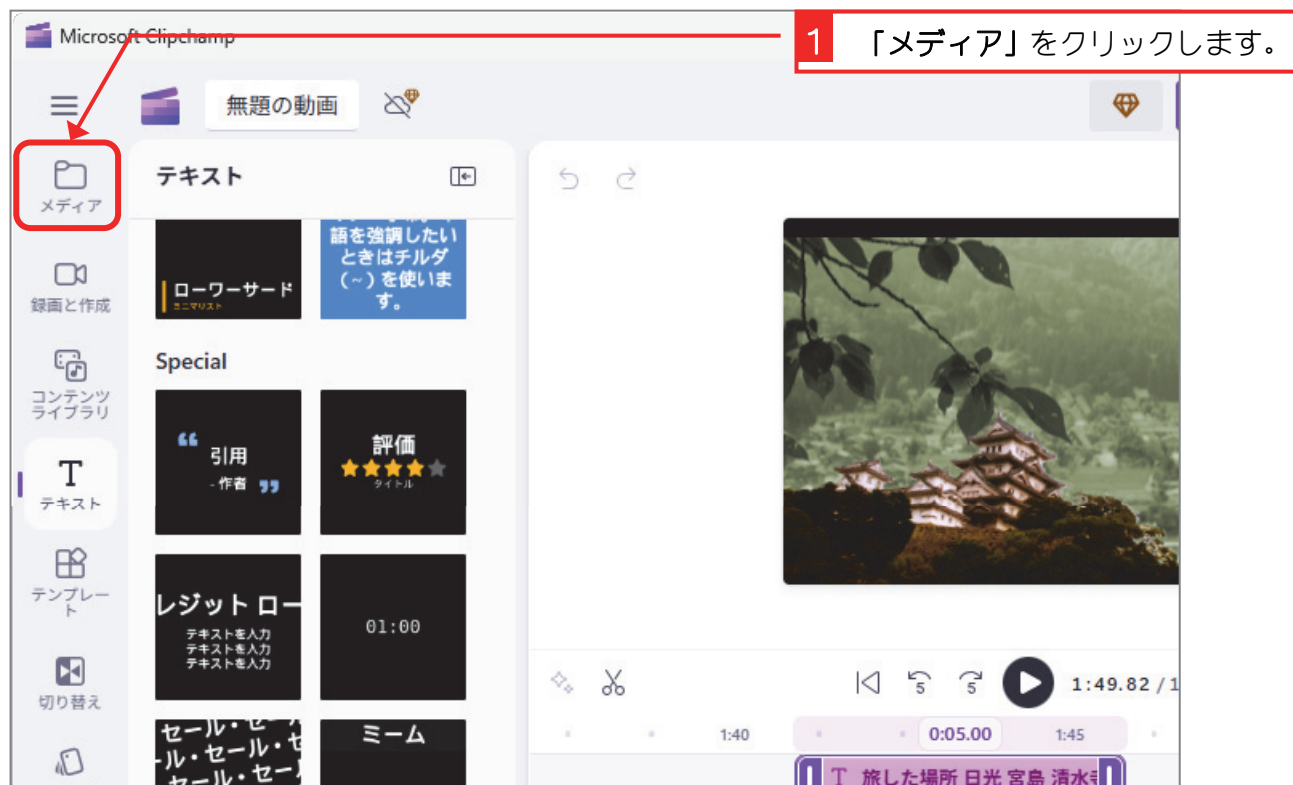 Microsoft Clipchamp
1 「メディア」をクリックします。
無題の動画
メディア
録画と作成
コンテンツ
ライブラリ
テキスト
テンプレー
ト
切り替え
テキスト
ローワーサード
ミニマリスト
語を強調したい
ときはチルダ
(~) を使いま
す。
Special
“ 引用
- 作者 ”
評価
タイトル
レジット ロー
テキストを入力
テキストを入力
テキストを入力
01:00
セール・セー
ール・セール・セ
セール・セー
ミーム
5
5
1:49.82 / 1
1:40
0:05.00
1:45
T 旅した場所 日光 宮島 清水寺